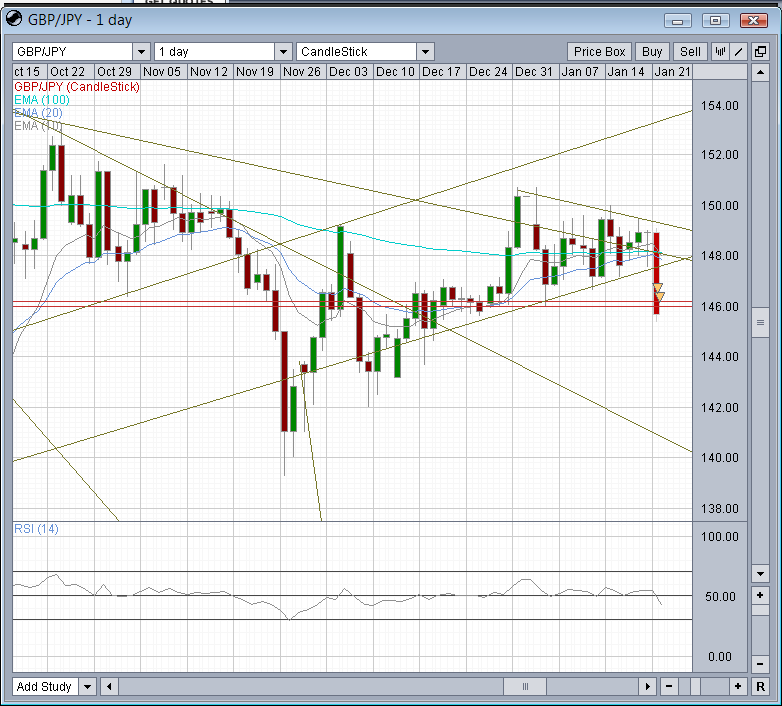 GBP/JPY - 1 day
GBP/JPY
1 day
CandleStick
Price Box
Buy
Sell
ct 15 Oct 22 Oct 29 Nov 05 Nov 12 Nov 19 Nov 26 Dec 03 Dec 10 Dec 17 Dec 24 Dec 31 Jan 07 Jan 14 Jan 21
GBP/JPY (CandleStick)
EMA (100)
EMA (20)
EMA (10)
154.00
152.00
150.00
148.00
146.00
144.00
142.00
140.00
138.00
RSI (14)
100.00
50.00
0.00
Add Study
R